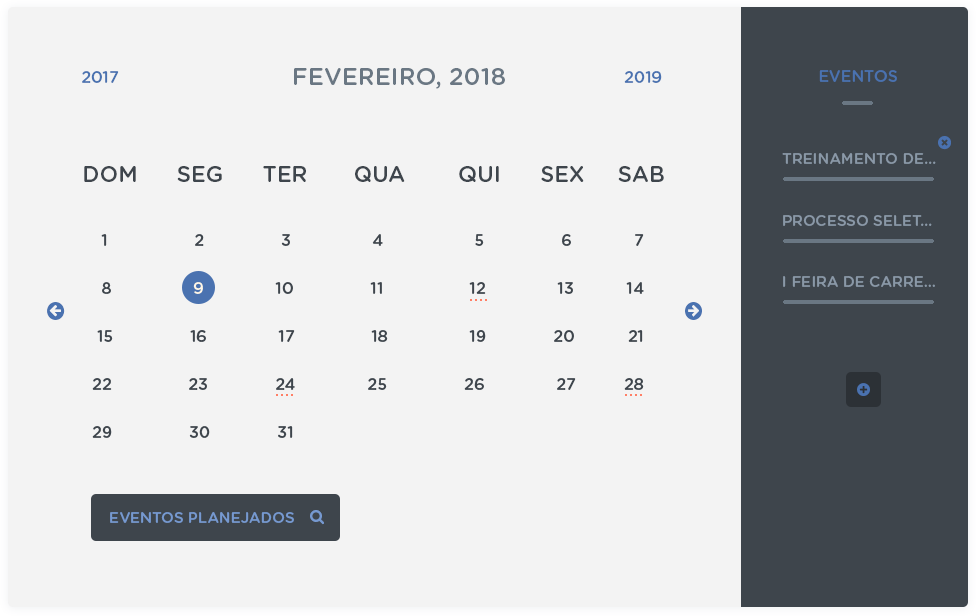 2017 FEVEREIRO, 2018 2019
DOM SEG TER QUA QUI SEX SAB
1 2 3 4 5 6 7
8 9 10 11 12 13 14
15 16 17 18 19 20 21
22 23 24 25 26 27 28
29 30 31
EVENTOS PLANEJADOS
EVENTOS
TREINAMENTO DE...
PROCESSO SELET...
I FEIRA DE CARRE...